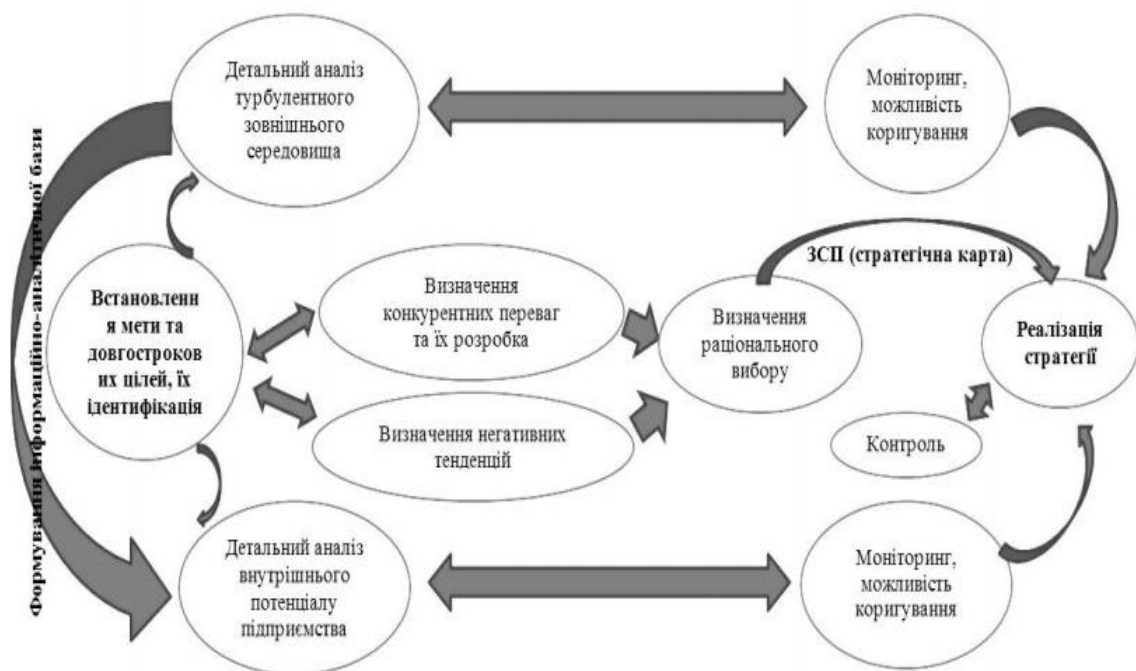 Формування інформаційно-аналітичної бази
Детальний аналіз
турбулентного
зовнішнього
середовища
Моніторинг,
можливість
коригування
ЗСП (стратегічна карта)
Встановленн
я мети та
довгостроков
их цілей, їх
ідентифікація
Визначення
конкурентних переваг
та їх розробка
Визначення
раціонального
вибору
Реалізація
стратегії
Визначення негативних
тенденцій
Контроль
Детальний аналіз
внутрішнього
потенціалу
підприємства
Моніторинг,
можливість
коригування